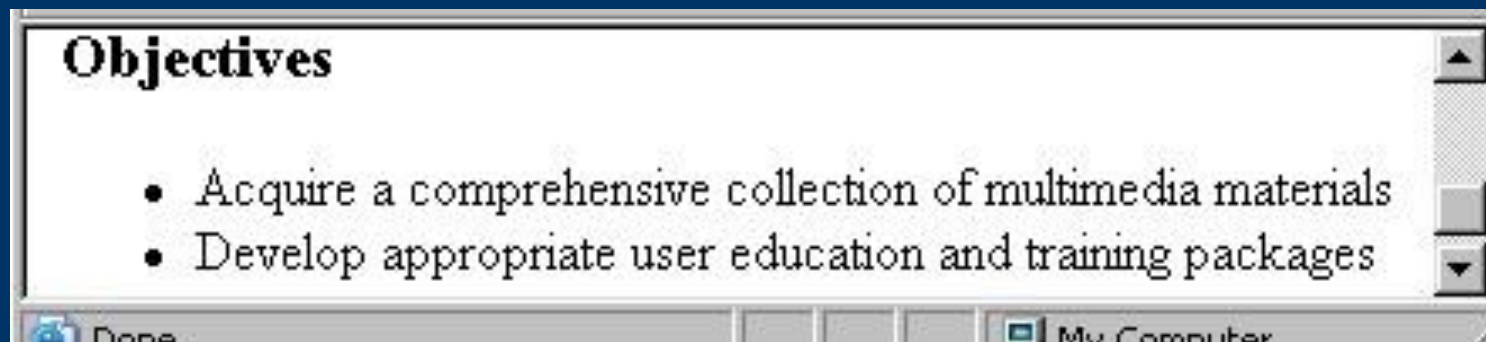 Objectives
• Acquire a comprehensive collection of multimedia materials
• Develop appropriate user education and training packages
Done
My Computer